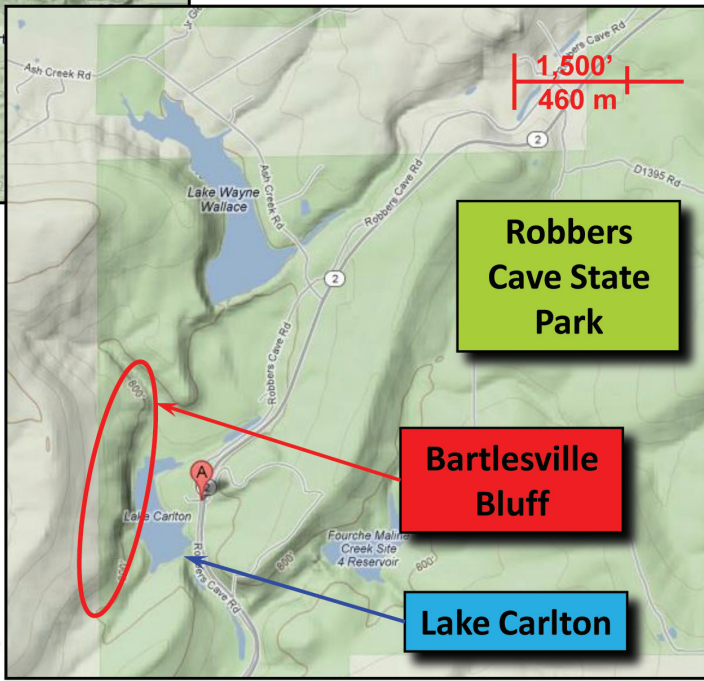 Ash Creek Rd
Robbers Cave Rd
1,500'
460 m
2
D1395 Rd
Lake Wayne
Wallace
Ash Creek Rd
Robbers Cave Rd
Robbers
Cave State
Park
2
Robbers Cave Rd
800'
Bartlesville
Bluff
A
Lake Carlton
Fourche Maline
Creek Site
4 Reservoir
800'
800'
Robbers Cave Rd
Lake Carlton